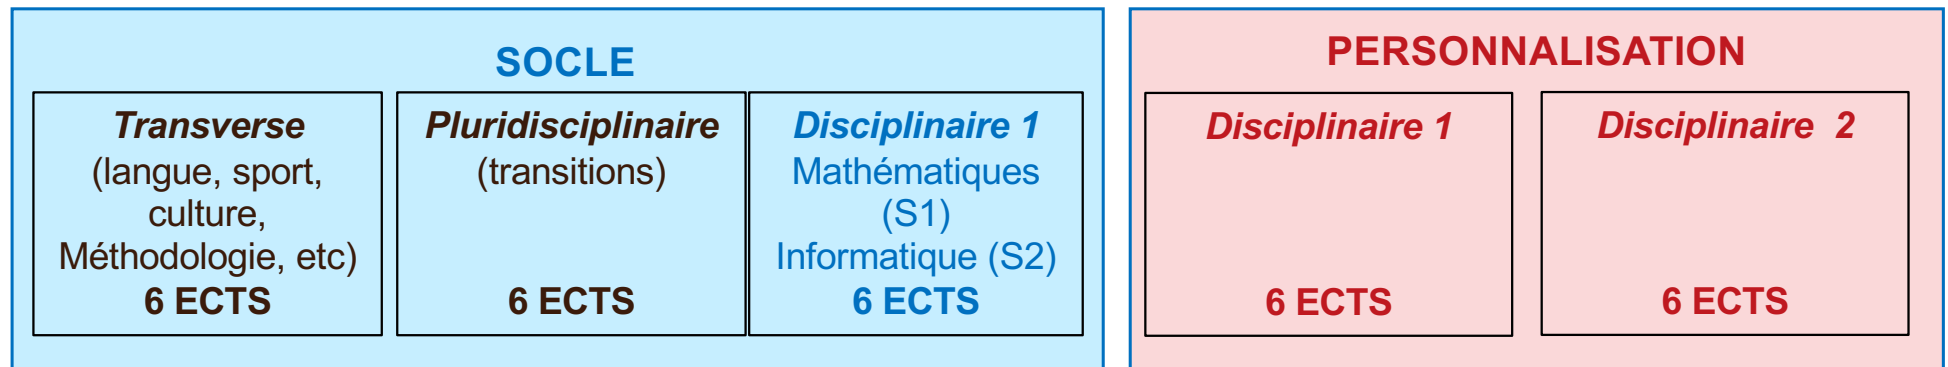 SOCLE
Transverse
(langue, sport,
culture,
Méthodologie, etc)
6 ECTS
Pluridisciplinaire
(transitions)
6 ECTS
Disciplinaire 1
Mathématiques
(S1)
Informatique (S2)
6 ECTS
PERSONNALISATION
Disciplinaire 1
6 ECTS
Disciplinaire 2
6 ECTS